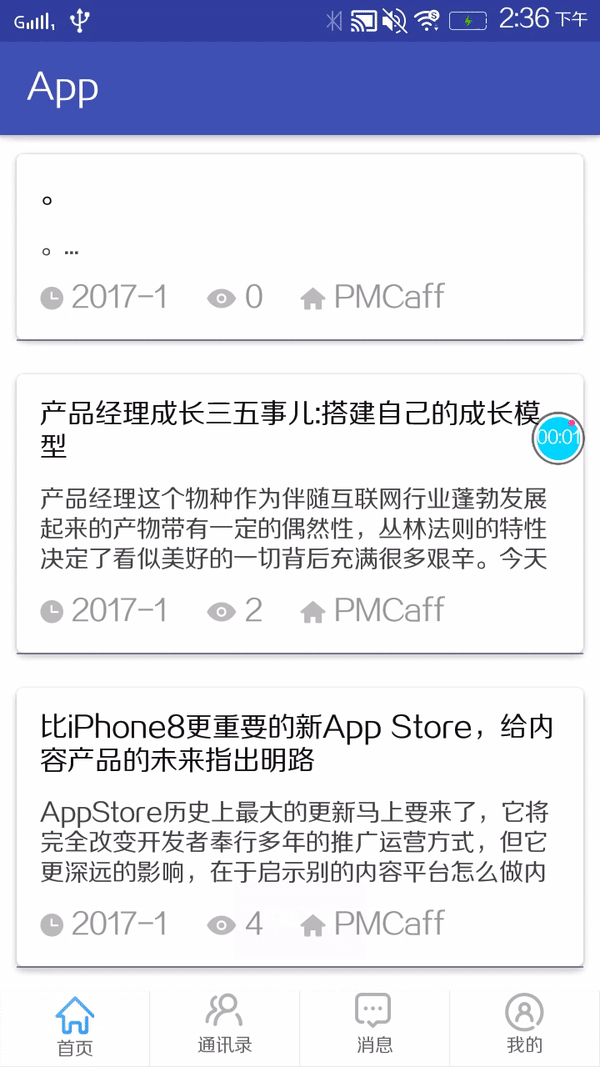 G 1 2:36 下午
App
。
。...
2017-1 0 PMCaff
产品经理成长三五事儿:搭建自己的成长模
型
00:01
产品经理这个物种作为伴随互联网行业蓬勃发展
起来的产物带有一定的偶然性，丛林法则的特性
决定了看似美好的一切背后充满很多艰辛。今天
2017-1 2 PMCaff
比iPhone8更重要的新App Store，给内
容产品的未来指出明路
AppStore历史上最大的更新马上要来了，它将
完全改变开发者奉行多年的推广运营方式，但它
更深远的影响，在于启示别的内容平台怎么做内
2017-1 4 PMCaff
首页 通讯录 消息 我的